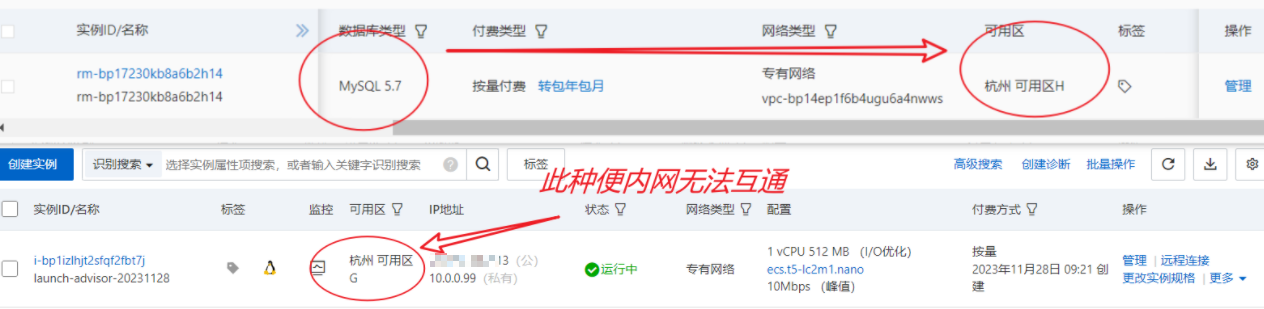 实例ID/名称 数据库类型 付费类型 网络类型 可用区 标签 操作
rm-bp17230kb8a6b2h14
rm-bp17230kb8a6b2h14
MySQL 5.7
按量付费 转包年包月
专有网络
vpc-bp14ep1f6b4ugu6a4nwws
杭州 可用区H
管理
创建实例 识别搜索 选择实例属性项搜索，或者输入关键字识别搜索 标签 高级搜索 创建诊断 批量操作
此种便内网无法互通
实例ID/名称 标签 监控 可用区 IP地址 状态 网络类型 配置 付费方式 操作
i-bp1izlhjt2sfqf2fbt7j
launch-advisor-20231128
杭州 可用区
G
13 (公)
10.0.0.99 (私有)
运行中
专有网络
1 vCPU 512 MB (I/O优化)
ecs.t5-lc2m1.nano
10Mbps (峰值)
按量
2023年11月28日 09:21 创
建
管理 | 远程连接
更改实例规格 | 更多